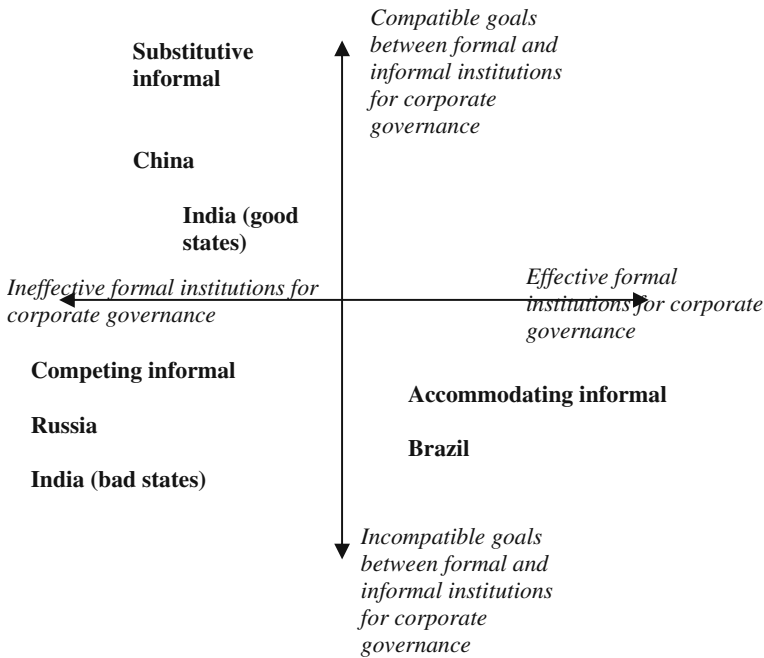 Compatible goals
between formal and
informal institutions
for corporate
governance
Substitutive
informal
China
India (good
states)
Ineffective formal institutions for
corporate governance
Effective formal
institutions for corporate
governance
Competing informal
Russia
India (bad states)
Accommodating informal
Brazil
Incompatible goals
between formal and
informal institutions
for corporate
governance